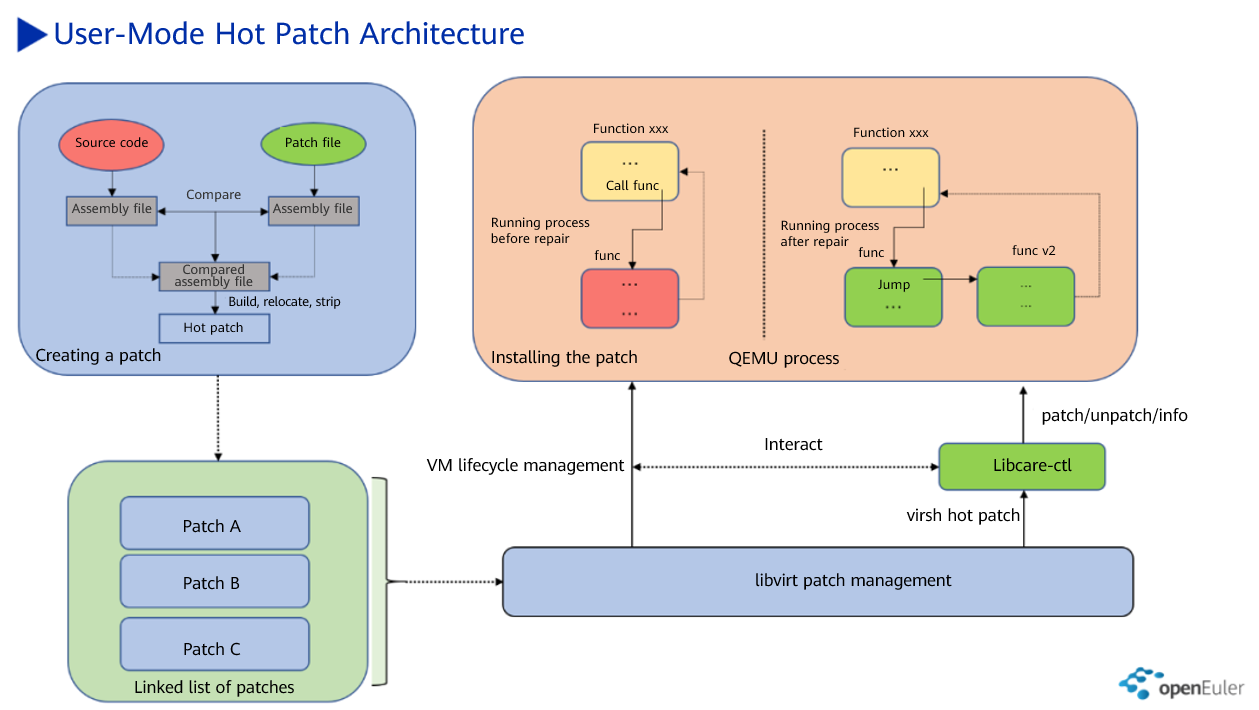 User-Mode Hot Patch Architecture
Source code
Patch file
Compare
Assembly file
Assembly file
Compared
assembly file
Build, relocate, strip
Hot patch
Creating a patch
Function xxx
...
Call func
Running process
before repair
func
...
...
Function xxx
...
Running process
after repair
func
func v2
Jump
...
...
...
Installing the patch
QEMU process
patch/unpatch/info
Interact
VM lifecycle management
Libcare-ctl
virsh hot patch
Patch A
Patch B
Patch C
Linked list of patches
libvirt patch management
openEuler